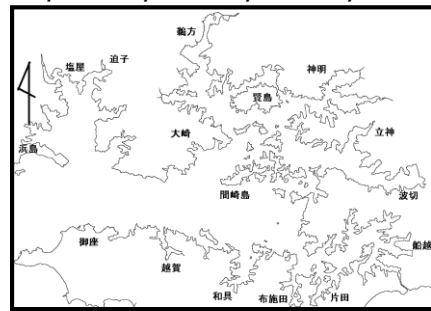 鵜方
迫子
塩屋
神明
賢島
大崎
立神
浜島
間崎島
波切
御座
船越
越賀
和具
布施田
片田